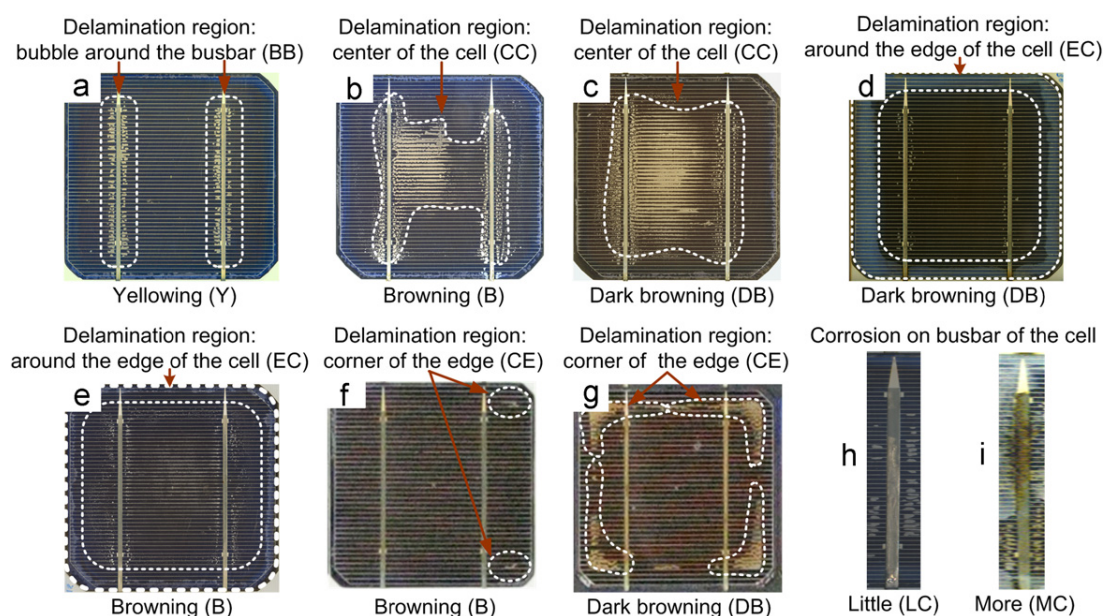 Delamination region:
bubble around the busbar (BB)
Delamination region:
center of the cell (CC)
Delamination region:
center of the cell (CC)
Delamination region:
around the edge of the cell (EC)
a
b
c
d
Yellowing (Y)
Browning (B)
Dark browning (DB)
Dark browning (DB)
Delamination region:
around the edge of the cell (EC)
Delamination region:
corner of the edge (CE)
Delamination region:
corner of  the edge (CE)
Corrosion on busbar of the cell
e
f
g
h
i
Browning (B)
Browning (B)
Dark browning (DB)
Little (LC)
More (MC)